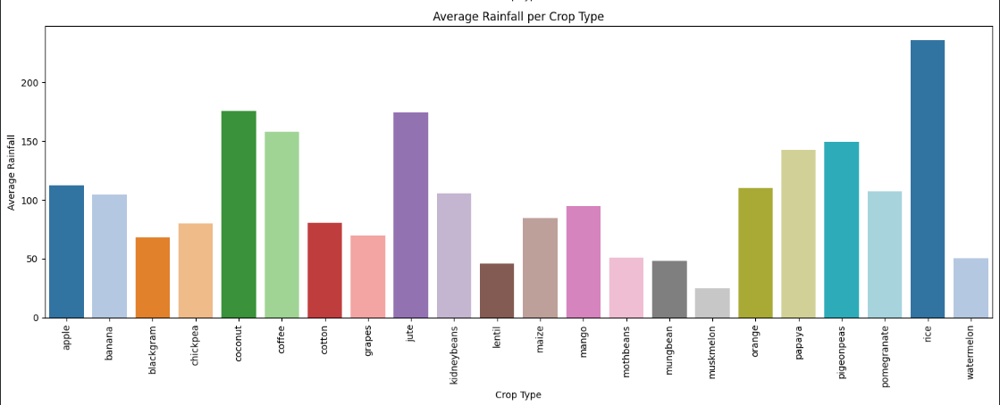 Average Rainfall per Crop Type
Average Rainfall
200
150
100
50
0
apple
banana
blackgram
chickpea
coconut
coffee
cotton
grapes
jute
kidneybeans
lentil
maize
mango
mothbeans
mungbean
muskmelon
orange
papaya
pigeonpeas
pomegranate
rice
watermelon
Crop Type